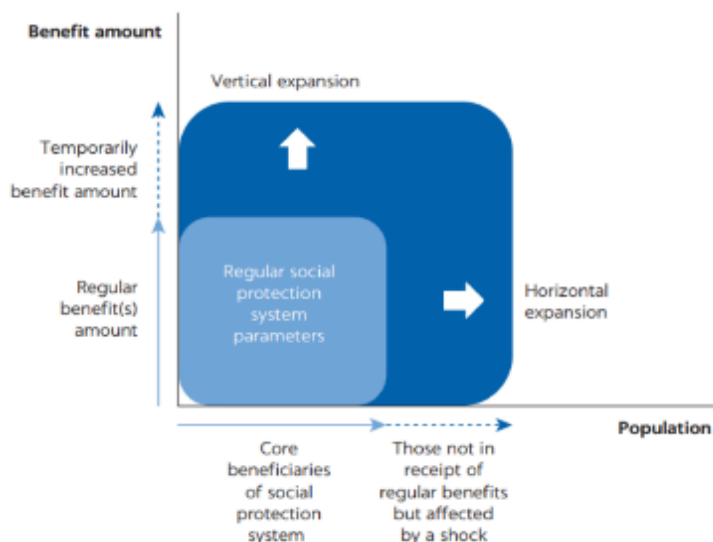 Benefit amount
Vertical expansion
Temporarily
increased
benefit amount
Regular
benefit(s)
amount
Regular social
protection
system
parameters
Horizontal
expansion
Population
Core
beneficiaries
of social
protection
system
Those not in
receipt of
regular benefits
but affected
by a shock